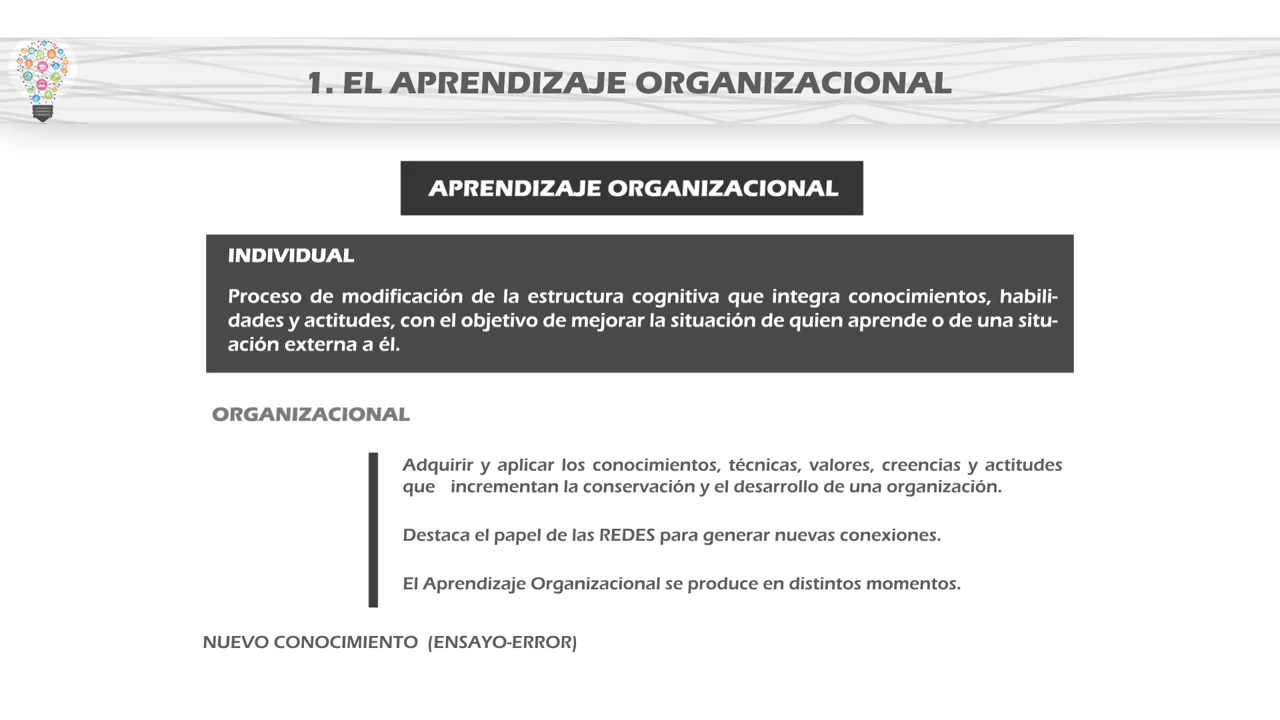 1. EL APRENDIZAJE ORGANIZACIONAL
APRENDIZAJE ORGANIZACIONAL
INDIVIDUAL
Proceso de modificación de la estructura cognitiva que integra conocimientos, habili-
dades y actitudes, con el objetivo de mejorar la situación de quien aprende o de una situ-
ación externa a él.
ORGANIZACIONAL
Adquirir y aplicar los conocimientos, técnicas, valores, creencias y actitudes
que incrementan la conservación y el desarrollo de una organización.
Destaca el papel de las REDES para generar nuevas conexiones.
El Aprendizaje Organizacional se produce en distintos momentos.
NUEVO CONOCIMIENTO (ENSAYO-ERROR)